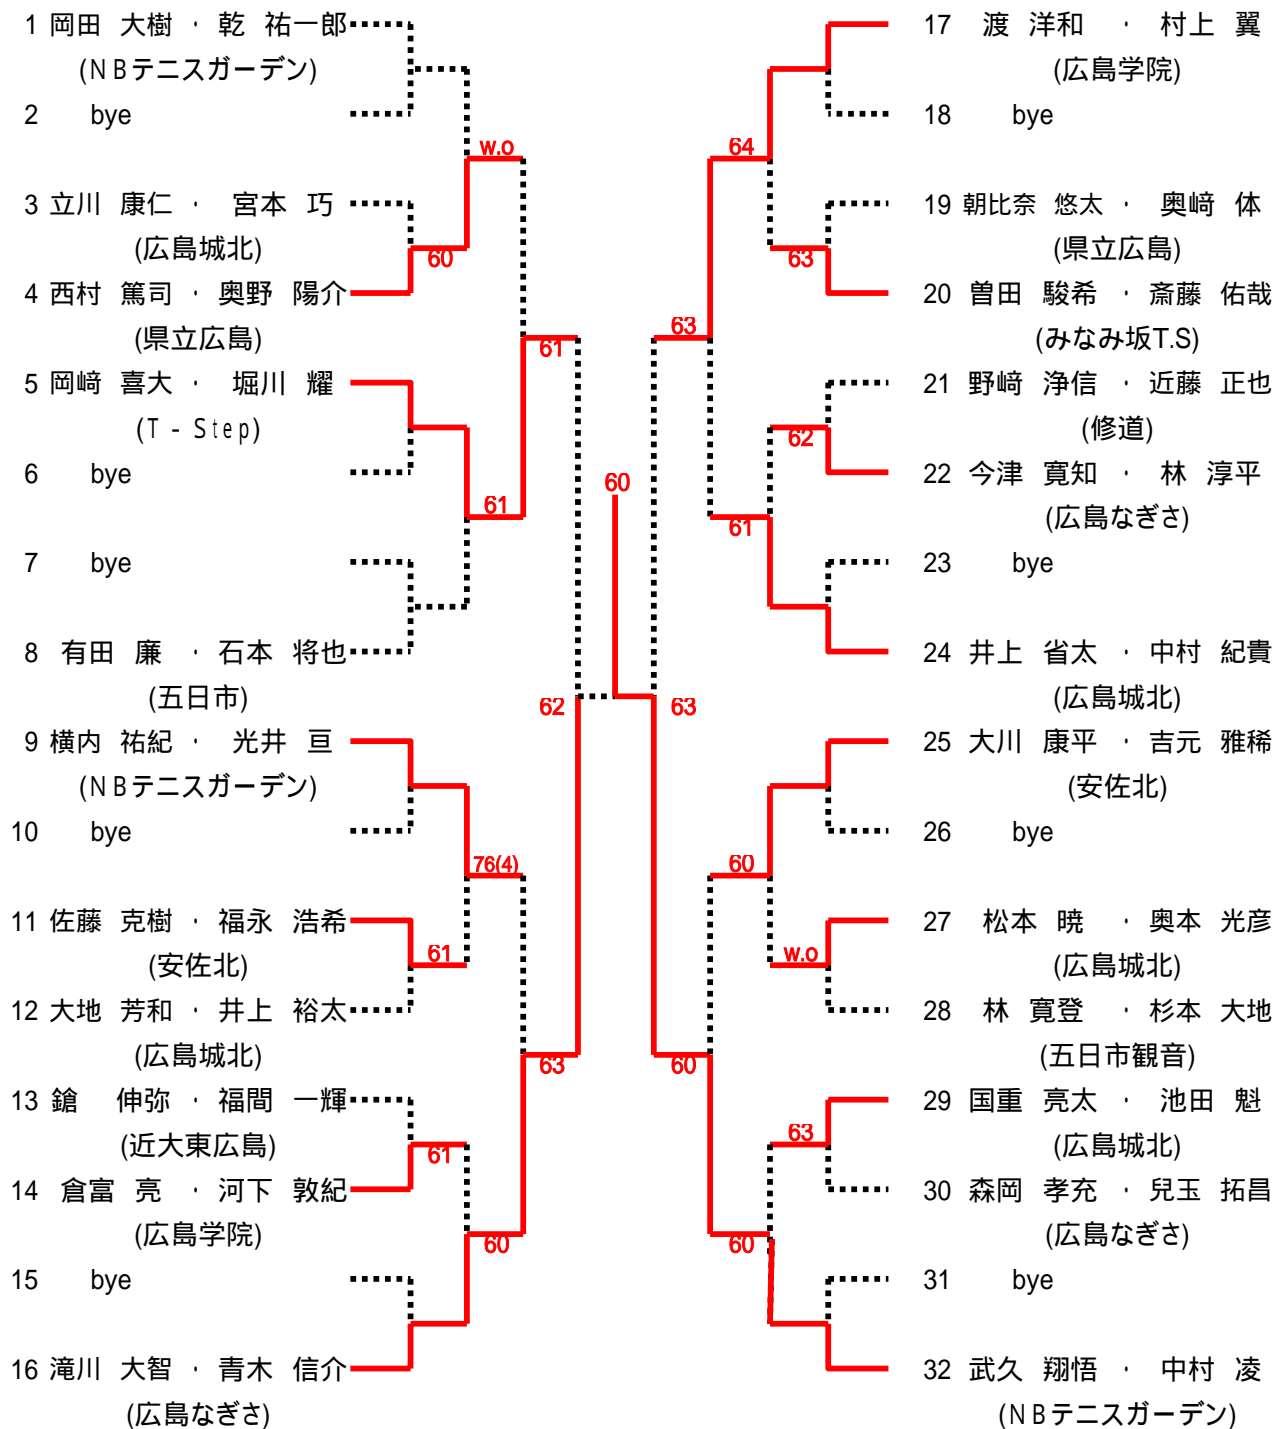 1 岡田 大樹 ・ 乾 祐一郎
(NBテニスガーデン)
2 bye
w.o
3 立川 康仁 ・ 宮本 巧
(広島城北)
60
4 西村 篤司 ・ 奥野 陽介
(県立広島)
61
5 岡﨑 喜大 ・ 堀川 耀
(T - Step)
6 bye
61
7 bye
8 有田 廉 ・ 石本 将也
(五日市)
62
9 横内 祐紀 ・ 光井 亘
(NBテニスガーデン)
10 bye
76(4)
11 佐藤 克樹 ・ 福永 浩希
(安佐北)
61
12 大地 芳和 ・ 井上 裕太
(広島城北)
63
13 鎗 伸弥 ・ 福間 一輝
(近大東広島)
61
14 倉富 亮 ・ 河下 敦紀
(広島学院)
60
15 bye
16 滝川 大智 ・ 青木 信介
(広島なぎさ)
60
17 渡 洋和 ・ 村上 翼
(広島学院)
18 bye
64
19 朝比奈 悠太 ・ 奥﨑 体
(県立広島)
63
20 曽田 駿希 ・ 斎藤 佑哉
(みなみ坂T.S)
63
21 野﨑 浄信 ・ 近藤 正也
(修道)
62
22 今津 寛知 ・ 林 淳平
(広島なぎさ)
61
23 bye
24 井上 省太 ・ 中村 紀貴
(広島城北)
63
25 大川 康平 ・ 吉元 雅稀
(安佐北)
26 bye
60
27 松本 暁 ・ 奥本 光彦
(広島城北)
w.o
28 林 寛登 ・ 杉本 大地
(五日市観音)
60
29 国重 亮太 ・ 池田 魁
(広島城北)
63
30 森岡 孝充 ・ 兒玉 拓昌
(広島なぎさ)
60
31 bye
32 武久 翔悟 ・ 中村 凌
(NBテニスガーデン)